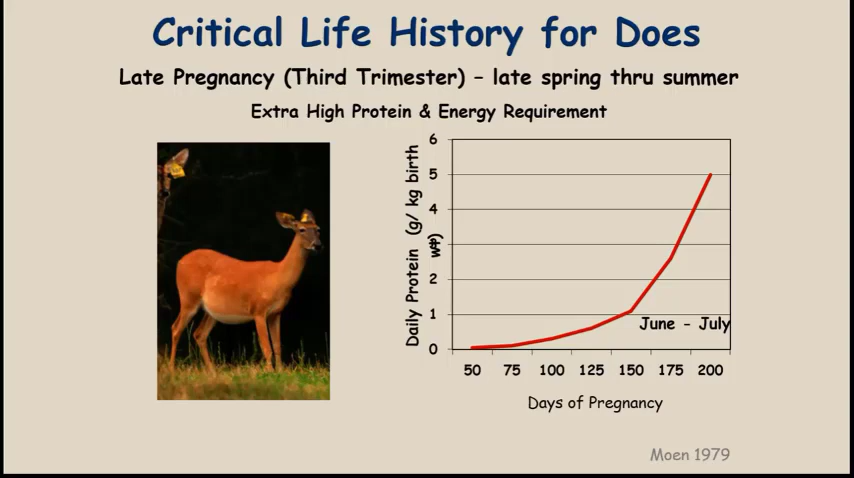 Critical Life History for Does
Late Pregnancy (Third Trimester) – late spring thru summer
Extra High Protein & Energy Requirement
Daily Protein (g/ kg birth
wt)
6
5
4
2
1
0
June - July
50 75 100 125 150 175 200
Days of Pregnancy
Moen 1979